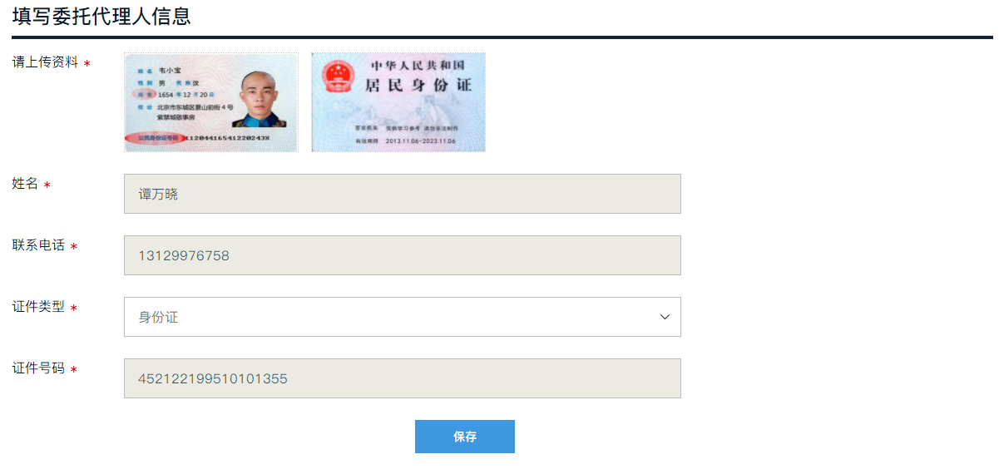 填写委托代理人信息
请上传资料 *
姓名 韦小宝
性别 男 民族 汉
出生 1654 年 12 月 20 日
住址 北京市东城区景山前街 4 号
紫禁城敬事房
公民身份证号码 11204416541220243X
中华人民共和国
居民身份证
签发机关 仅供学习参考 请勿非法制作
有效期限 2013.11.06-2023.11.06
姓名 *
谭万晓
联系电话 *
13129976758
证件类型 *
身份证
证件号码 *
452122199510101355
保存